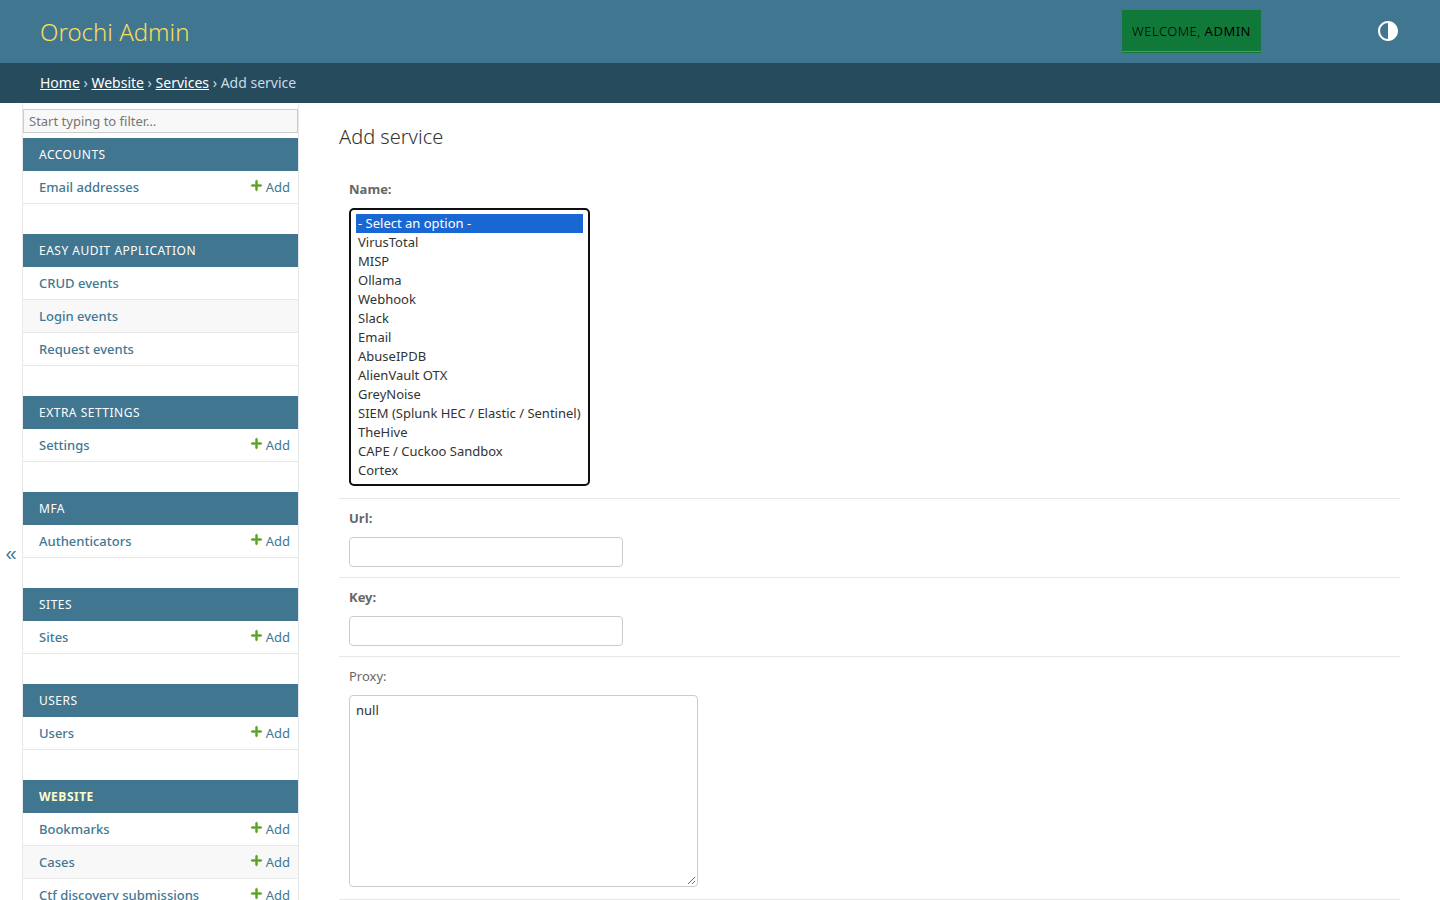 Orochi Admin
WELCOME, ADMIN
Home › Website › Services › Add service
Start typing to filter...
ACCOUNTS
Email addresses
Add
EASY AUDIT APPLICATION
CRUD events
Login events
Request events
EXTRA SETTINGS
Settings
Add
MFA
Authenticators
Add
SITES
Sites
Add
USERS
Users
Add
WEBSITE
Bookmarks
Add
Cases
Add
Ctf discovery submissions
Add
«
Add service
Name:
- Select an option -
VirusTotal
MISP
Ollama
Webhook
Slack
Email
AbuseIPDB
AlienVault OTX
GreyNoise
SIEM (Splunk HEC / Elastic / Sentinel)
TheHive
CAPE / Cuckoo Sandbox
Cortex
Url:
Key:
Proxy:
null